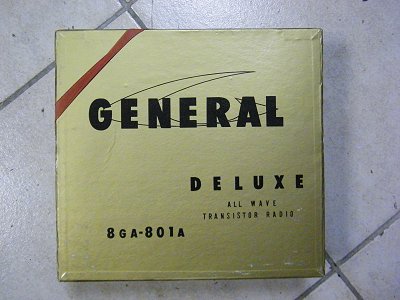 GENERAL
DELUXE
ALL WAVE
TRANSISTOR RADIO
8GA-801A